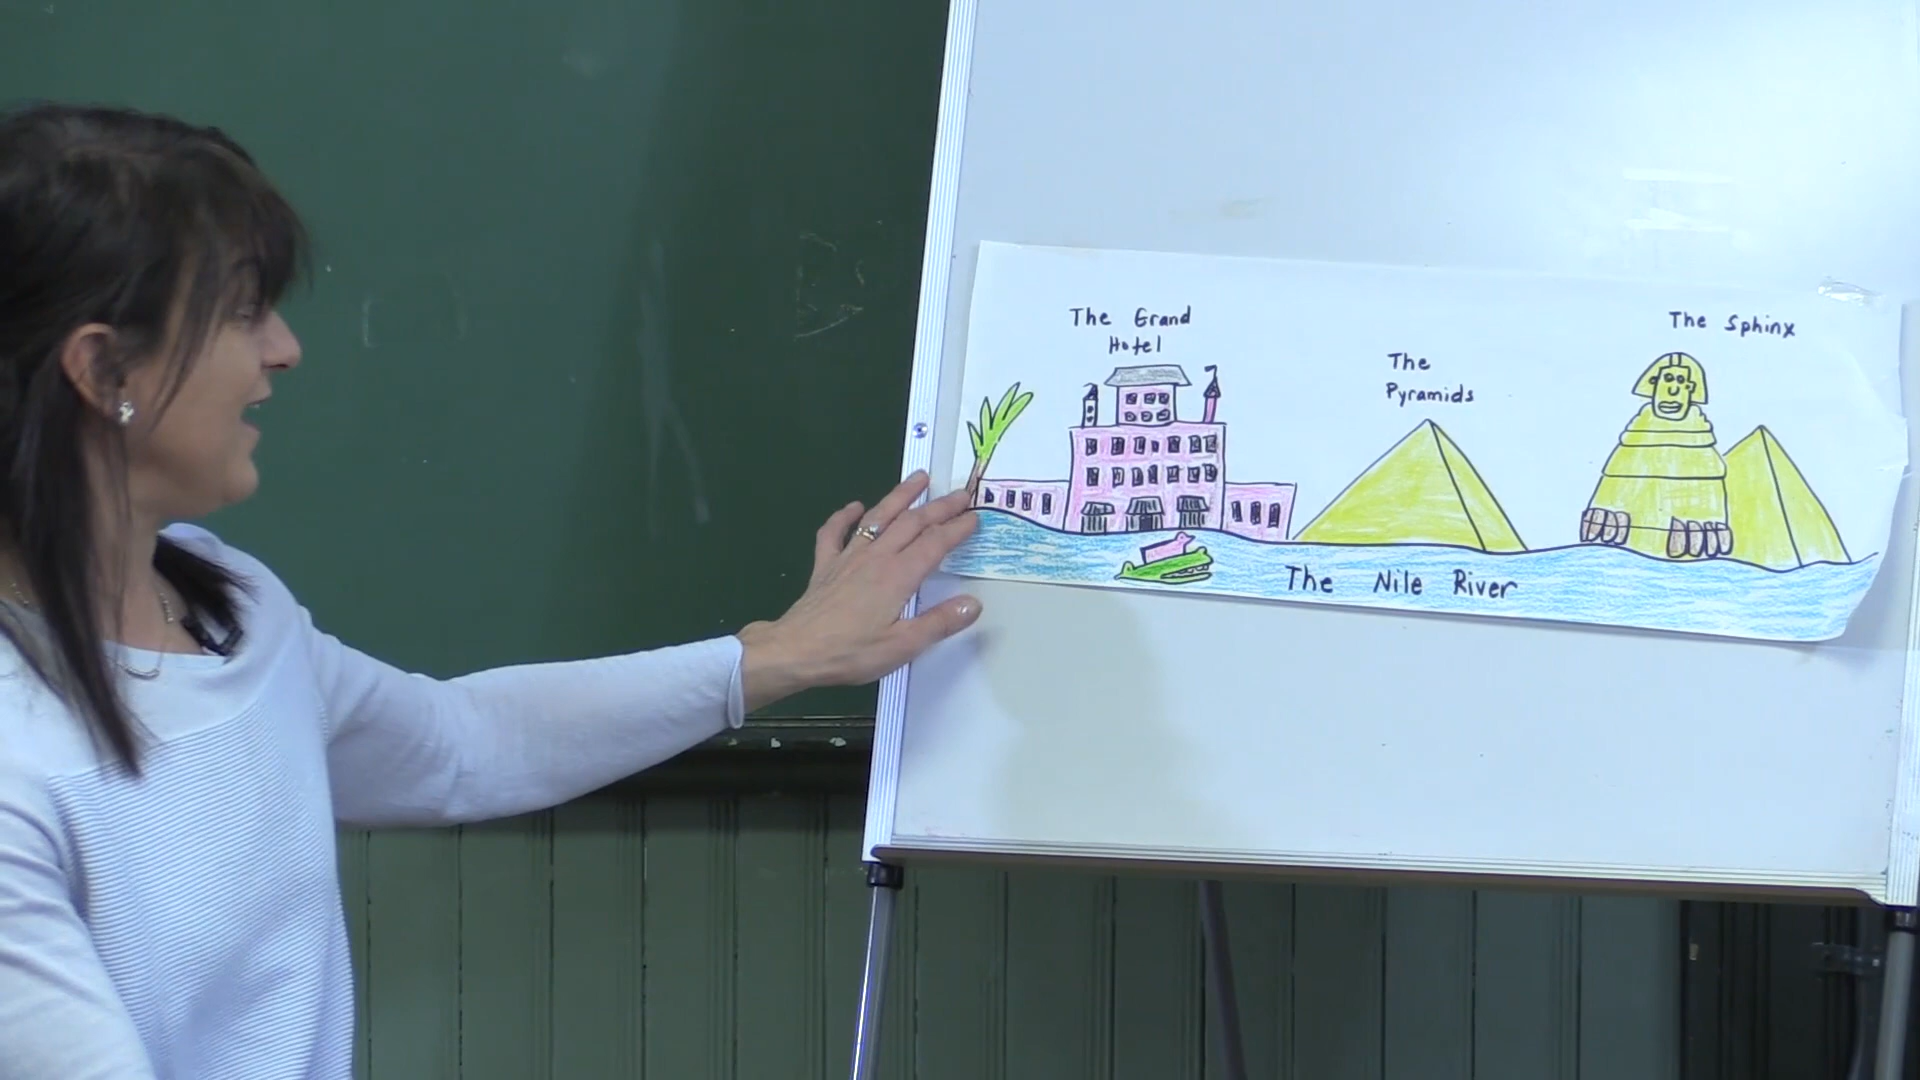 The Grand
Hotel
The
Pyramids
The Sphinx
The Nile River